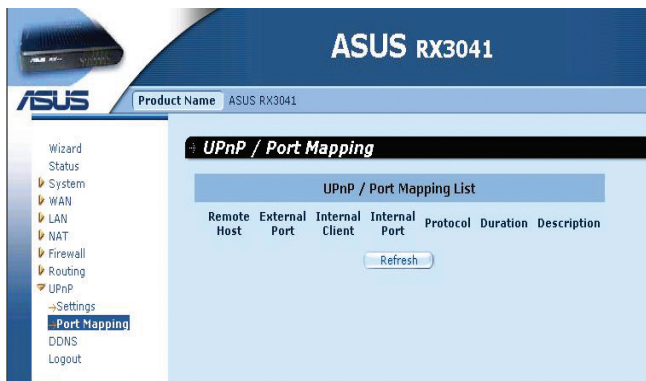 ASUS RX3041
ASUS
Product Name ASUS RX3041
Wizard
Status
System
WAN
LAN
NAT
Firewall
Routing
UPnP
Settings
Port Mapping
DDNS
Logout
UPnP / Port Mapping
UPnP / Port Mapping List
Remote Host External Port Internal Client Internal Port Protocol Duration Description
Refresh